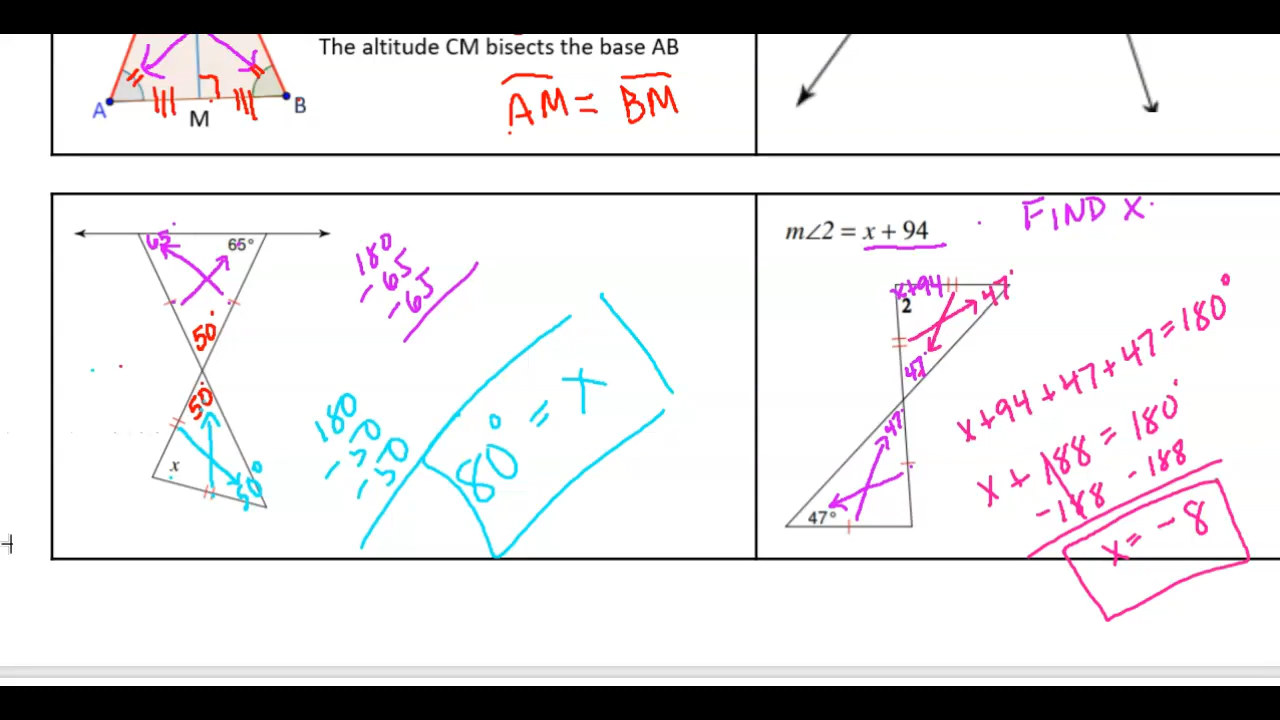 The altitude CM bisects the base AB
A
M
B
AM = BM
65°
65°
50°
50°
x
50°
180°
-65
-65
180
-50
-50
80° = x
m∠2 = x + 94
FIND x.
x+94
2
47°
47°
47°
47°
x+94+47+47=180°
x + 188 = 180°
-188 -188
x = -8